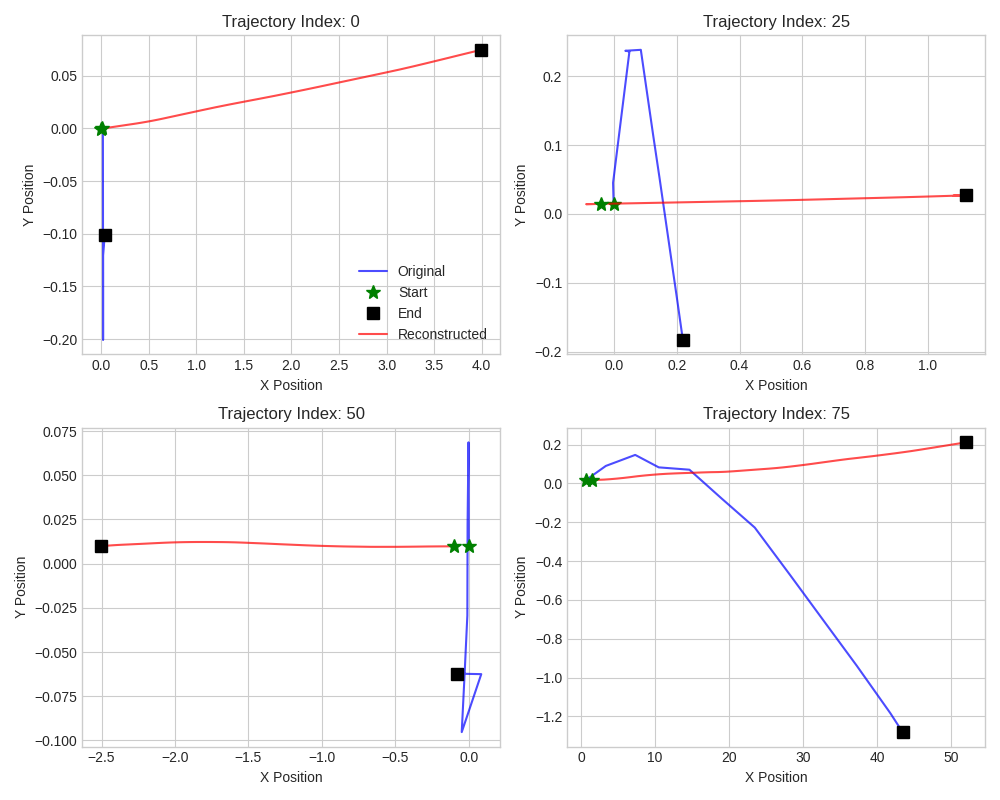 Trajectory Index: 0
0.05
0.00
−0.05
−0.10
−0.15
−0.20
Y Position
0.0 0.5 1.0 1.5 2.0 2.5 3.0 3.5 4.0
X Position
Original
Start
End
Reconstructed
Trajectory Index: 25
0.2
0.1
0.0
−0.1
−0.2
Y Position
0.0 0.2 0.4 0.6 0.8 1.0
X Position
Trajectory Index: 50
0.075
0.050
0.025
0.000
−0.025
−0.050
−0.075
−0.100
Y Position
−2.5 −2.0 −1.5 −1.0 −0.5 0.0
X Position
Trajectory Index: 75
0.2
0.0
−0.2
−0.4
−0.6
−0.8
−1.0
−1.2
Y Position
0 10 20 30 40 50
X Position